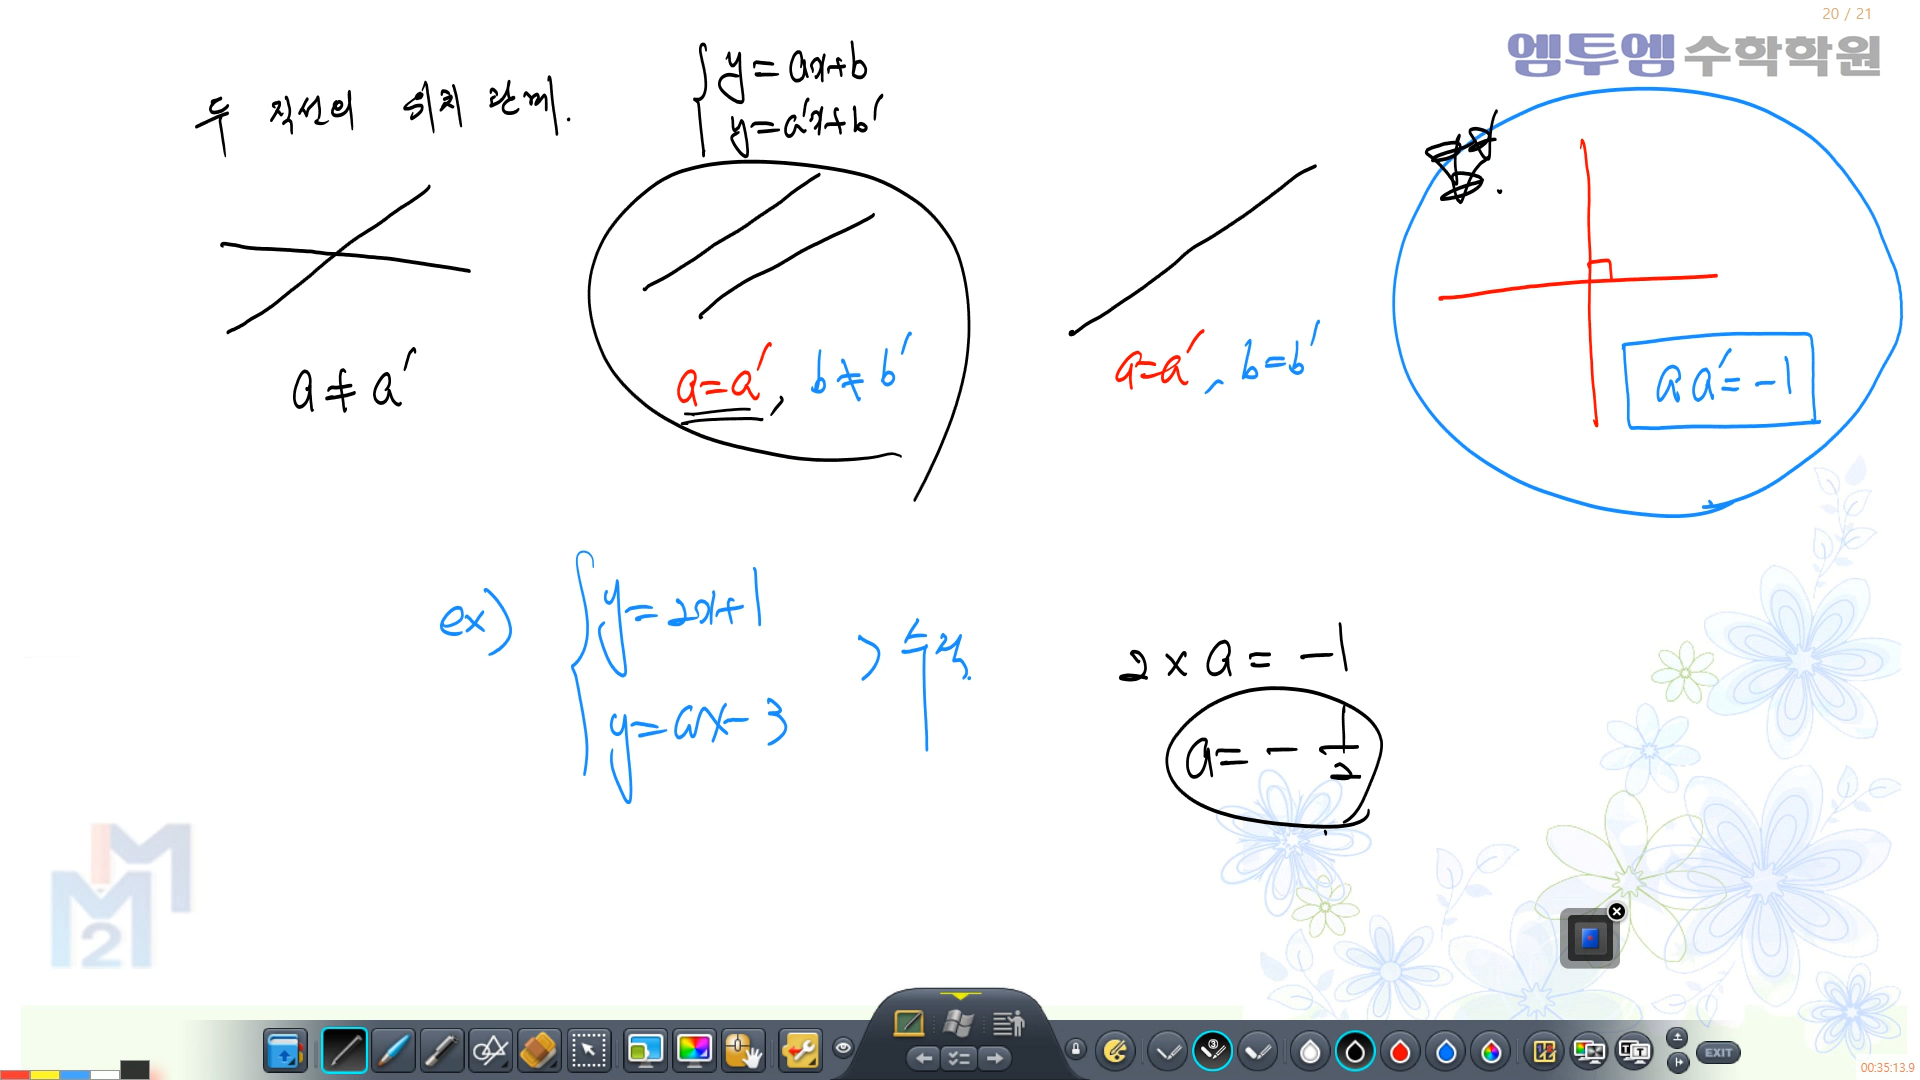 20 / 21
엠투엠 수학학원
두 직선의 위치 관계.
y=ax+b
y=a'x+b'
a≠a'
a=a', b≠b'
a=a', b=b'
aa'=-1
ex) y=2x+1
y=ax-3
> 수직.
2×a=-1
a=-1/2
M2M
EXIT
00:35:13.9